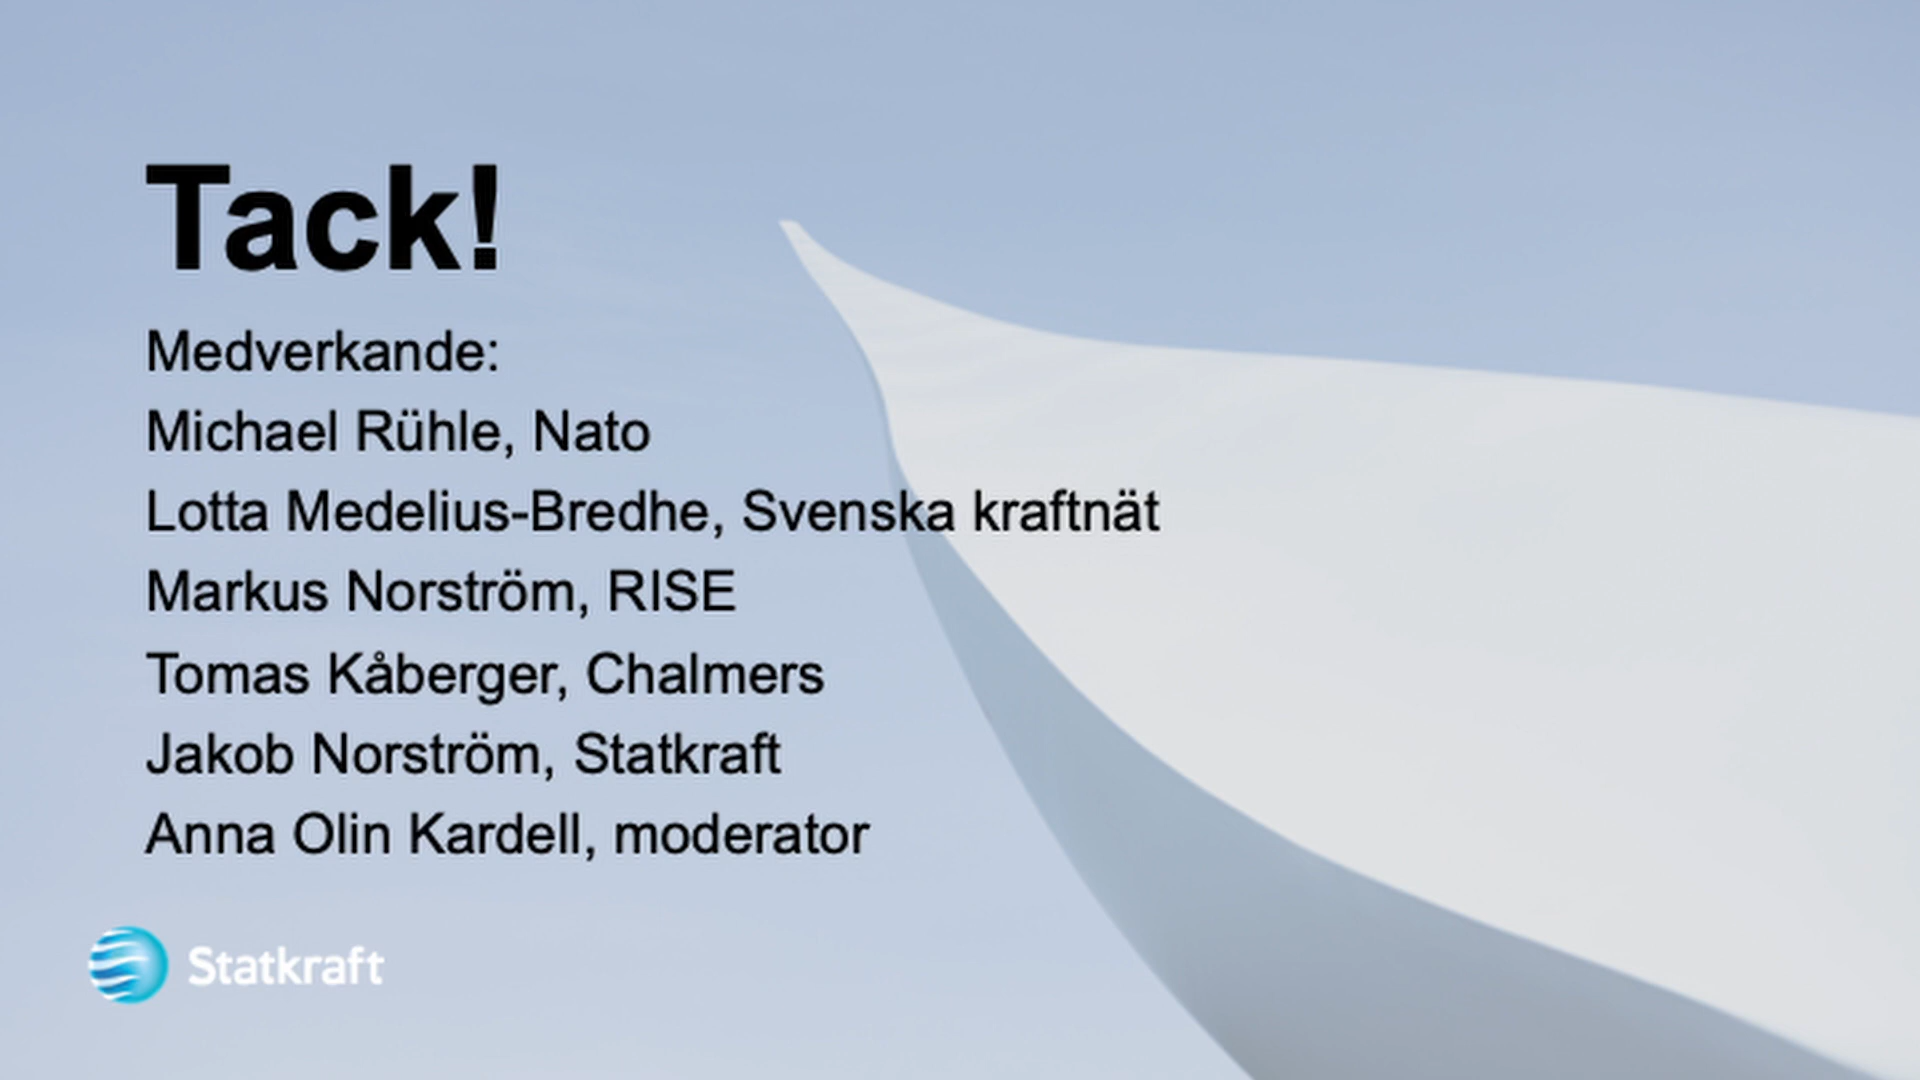 Tack!
Medverkande:
Michael Rühle, Nato
Lotta Medelius-Bredhe, Svenska kraftnät
Markus Norström, RISE
Tomas Kåberger, Chalmers
Jakob Norström, Statkraft
Anna Olin Kardell, moderator
Statkraft